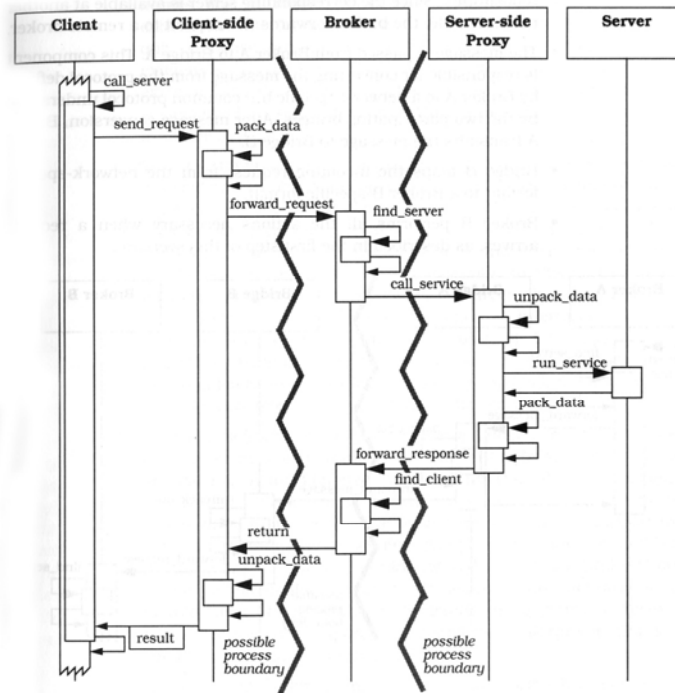 Client
Client-side
Proxy
Broker
Server-side
Proxy
Server
call_server
send_request
pack_data
forward_request
find_server
call_service
unpack_data
run_service
pack_data
forward_response
find_client
return
unpack_data
result
possible
process
boundary
possible
process
boundary